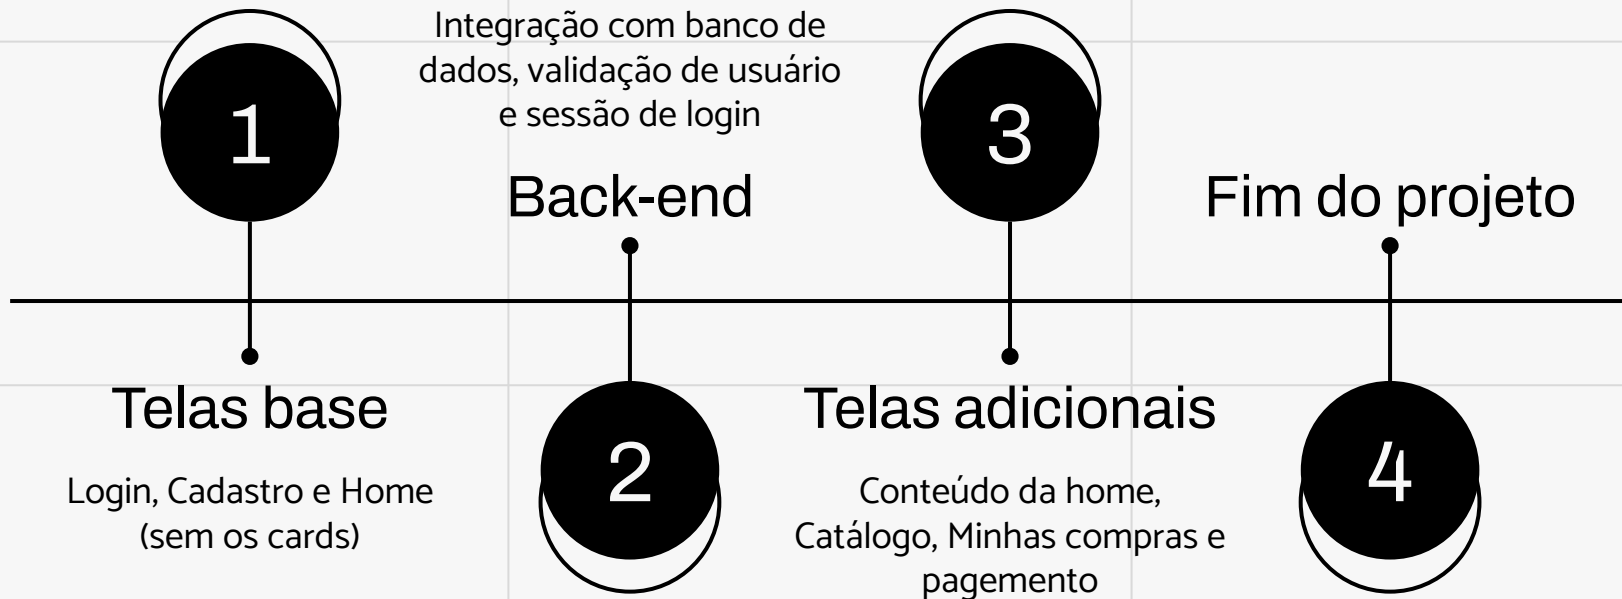 1
Telas base
Login, Cadastro e Home
(sem os cards)
Integração com banco de
dados, validação de usuário
e sessão de login
Back-end
2
3
Telas adicionais
Conteúdo da home,
Catálogo, Minhas compras e
pagemento
Fim do projeto
4